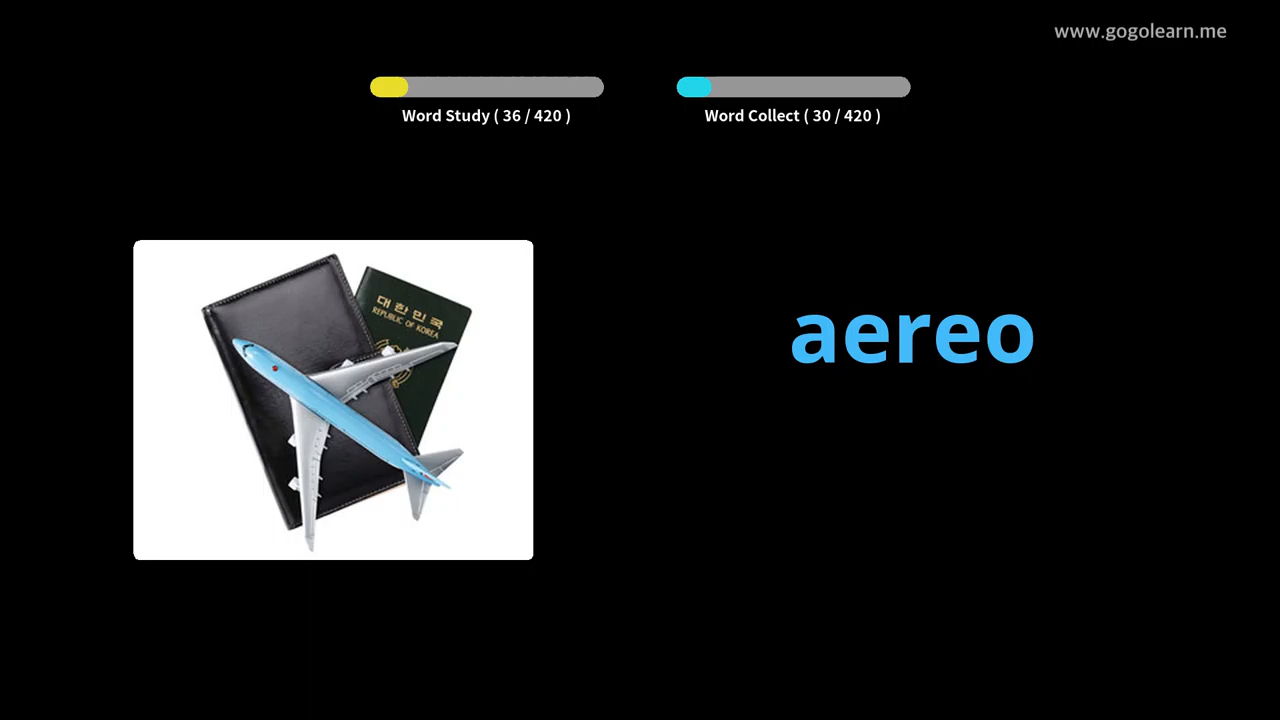 www.gogolearn.me
Word Study ( 36 / 420 )
Word Collect ( 30 / 420 )
대한민국
REPUBLIC OF KOREA
aereo